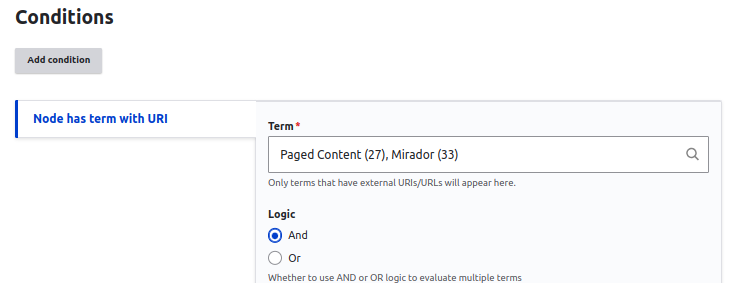 Conditions
Add condition
Node has term with URI
Term*
Paged Content (27), Mirador (33)
Only terms that have external URIs/URLs will appear here.
Logic
And
Or
Whether to use AND or OR logic to evaluate multiple terms